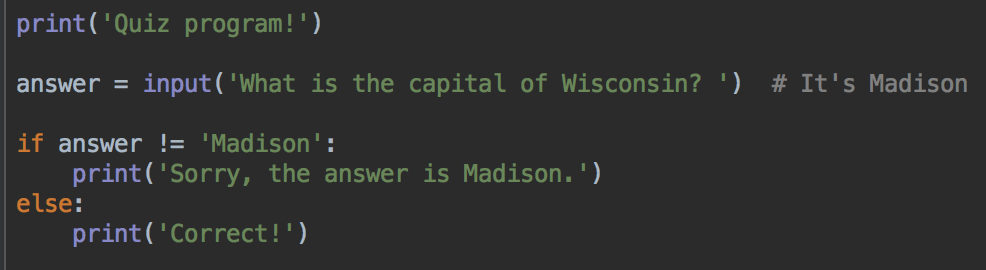 print('Quiz program!')
answer = input('What is the capital of Wisconsin? ')  # It's Madison
if answer != 'Madison':
    print('Sorry, the answer is Madison.')
else:
    print('Correct!')